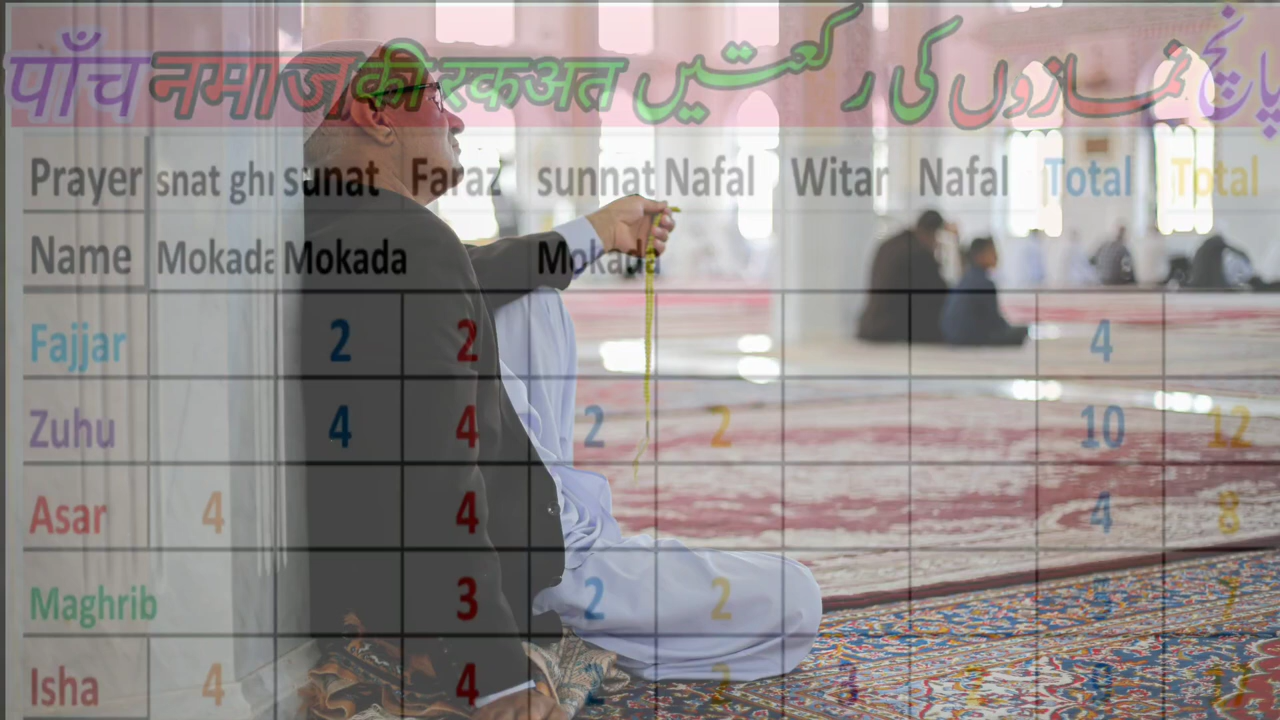 पाँच नमाज की रकअत پانچ نمازوں کی رکعتیں
Prayer snat sunat Faraz sunnat Nafal Witar Nafal Total Total
Name Mokada Mokada Mokada
Fajjar 2 2 4
Zuhu 4 4 2 2 10 12
Asar 4 4 4 8
Maghrib 3 2 2 7
Isha 4 4 2 2